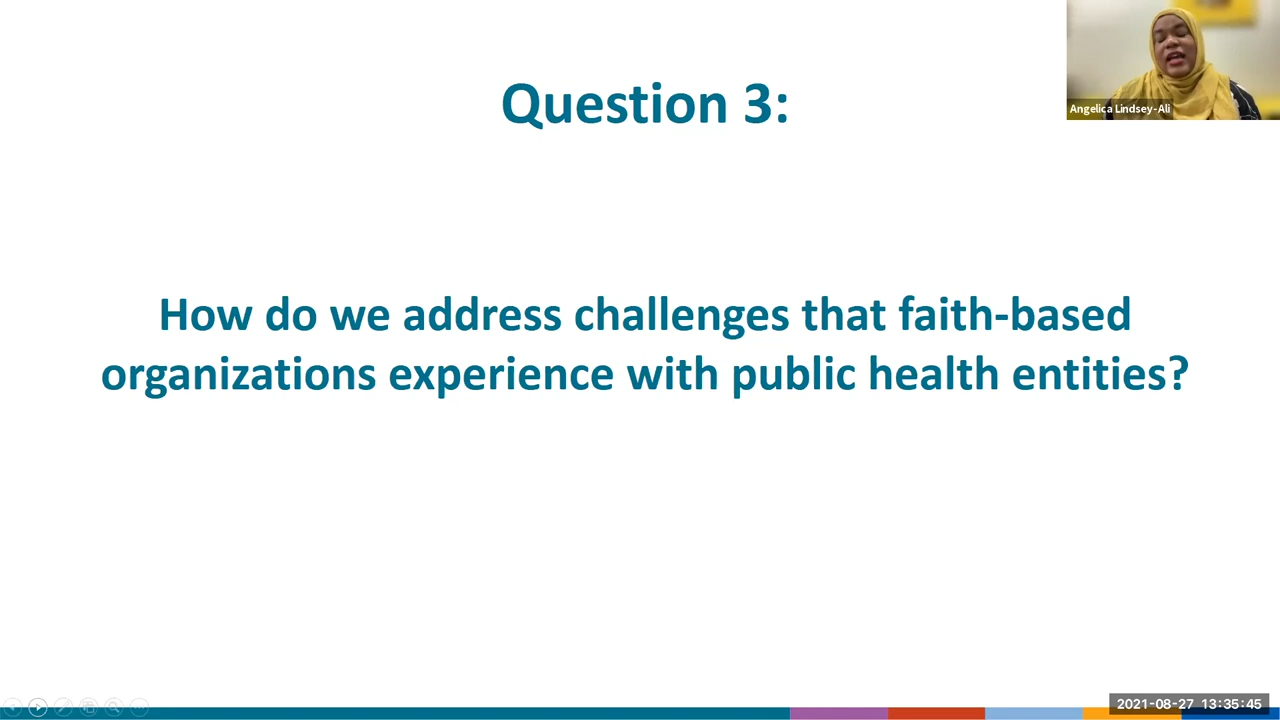 Question 3:
Angelica Lindsey-Ali
How do we address challenges that faith-based
organizations experience with public health entities?
2021-08-27 13:35:45